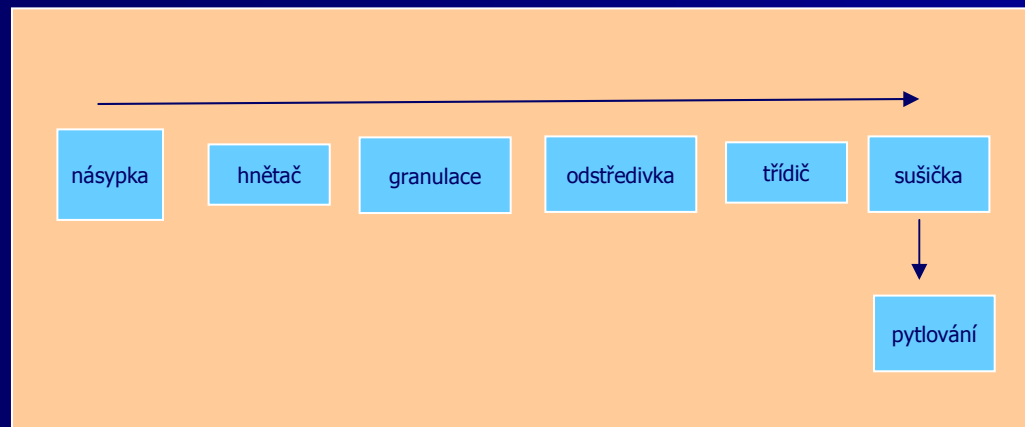 násypka
hnětač
granulace
odstředivka
třídič
sušička
pytlování